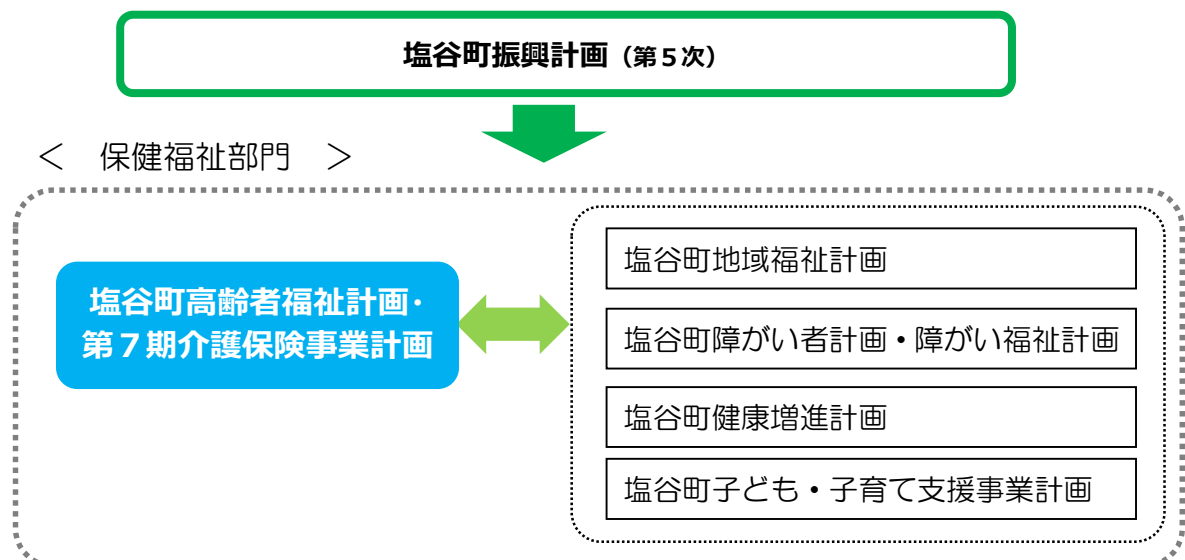 塩谷町振興計画（第５次）
＜　保健福祉部門　＞
塩谷町高齢者福祉計画・
第７期介護保険事業計画
塩谷町地域福祉計画
塩谷町障がい者計画・障がい福祉計画
塩谷町健康増進計画
塩谷町子ども・子育て支援事業計画